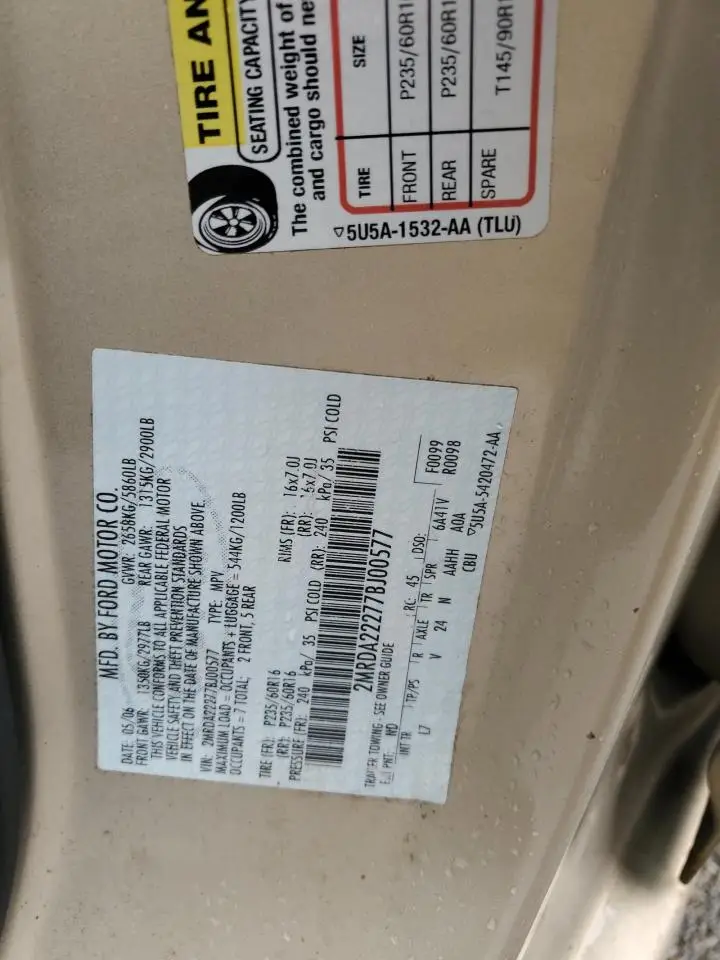 TIRE AN
SEATING CAPACITY
The combined weight of
and cargo should ne
TIRE SIZE
FRONT P235/60R1
REAR P235/60R1
SPARE T145/90R
5U5A-1532-AA (TLU)
MFD. BY FORD MOTOR CO.
DATE: 05/06 GVWR: 2658KG/5860LB
FRONT GAWR: 1350KG/2977LB REAR GAWR: 1315KG/2900LB
THIS VEHICLE CONFORMS TO ALL APPLICABLE FEDERAL MOTOR
VEHICLE SAFETY AND THEFT PREVENTION STANDARDS
IN EFFECT ON THE DATE OF MANUFACTURE SHOWN ABOVE.
VIN: 2MRDA22277BJ00577 TYPE: MPV
MAXIMUM LOAD = OCCUPANTS + LUGGAGE = 544KG/1200LB
OCCUPANTS = 7 TOTAL: 2 FRONT, 5 REAR
TIRE (FR): P235/60R16 RIMS (FR): 16x7.0J
(RR): P235/60R16 (RR): 16x7.0J
PRESSURE (FR): 240 kPa/ 35 PSI COLD (RR): 240 kPa/ 35 PSI COLD
2MRDA22277BJ00577
TRAILER TOWING - SEE OWNER GUIDE
EXT PNT: HD RC: 45 DSO: F0099
R0098
INT TR TP/PS R AXLE TR SPR 6A41V
L7 V 24 N AAHH A0A
CBU 5U5A-5420472-AA